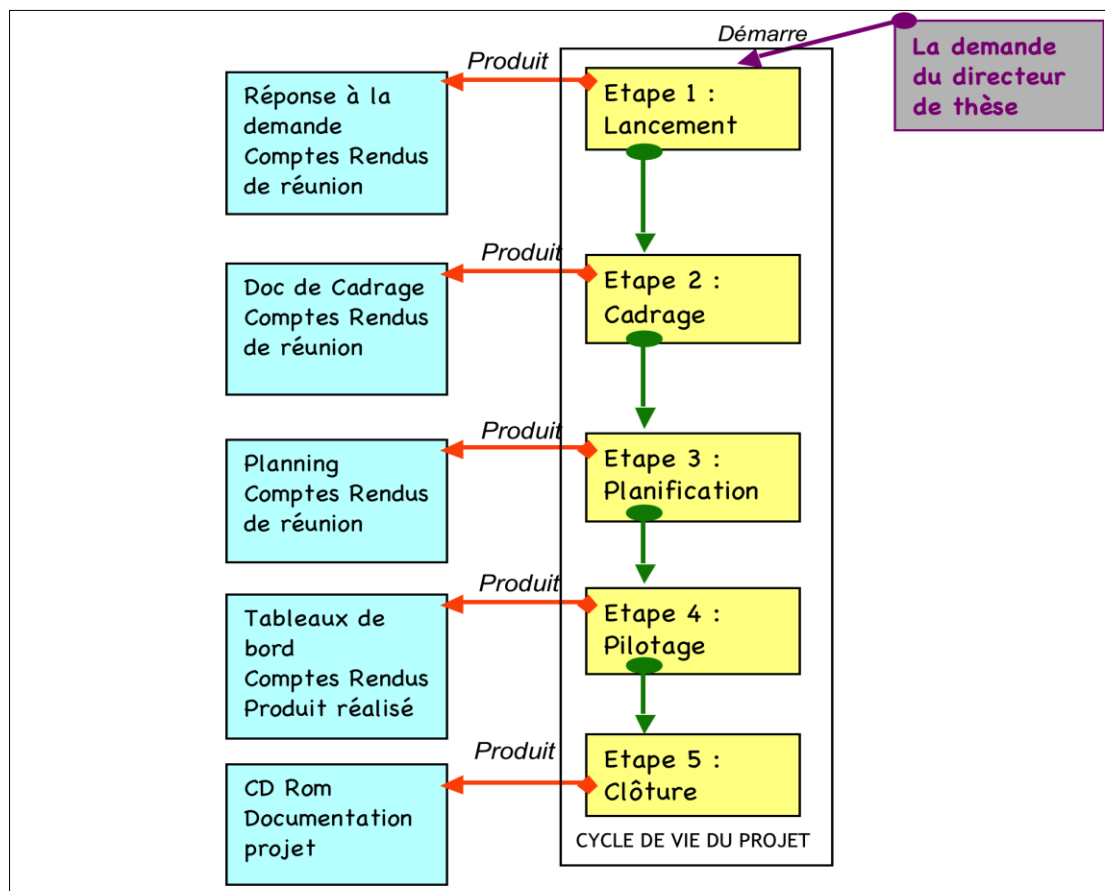 Démarre
La demande
du directeur
de thèse
Produit
Réponse à la
demande
Comptes Rendus
de réunion
Etape 1 :
Lancement
Produit
Doc de Cadrage
Comptes Rendus
de réunion
Etape 2 :
Cadrage
Produit
Planning
Comptes Rendus
de réunion
Etape 3 :
Planification
Produit
Tableaux de
bord
Comptes Rendus
Produit réalisé
Etape 4 :
Pilotage
Produit
CD Rom
Documentation
projet
Etape 5 :
Clôture
CYCLE DE VIE DU PROJET